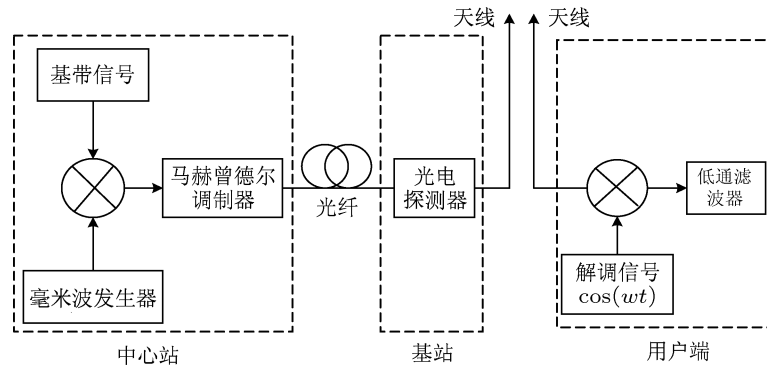 天线
天线
基带信号
马赫曾德尔
调制器
光纤
光电
探测器
低通滤
波器
毫米波发生器
解调信号
cos(wt)
中心站
基站
用户端